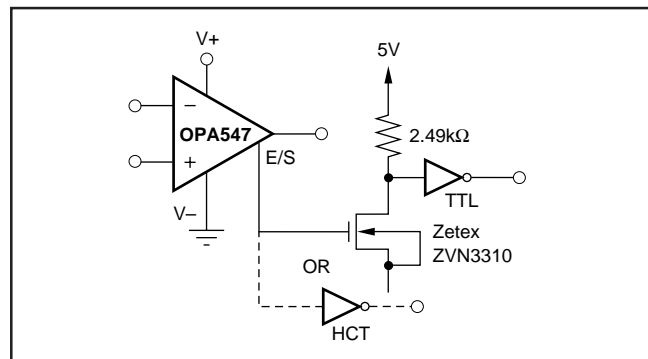 V+
5V
−
OPA547
+
E/S
V−
2.49kΩ
TTL
Zetex
ZVN3310
OR
HCT